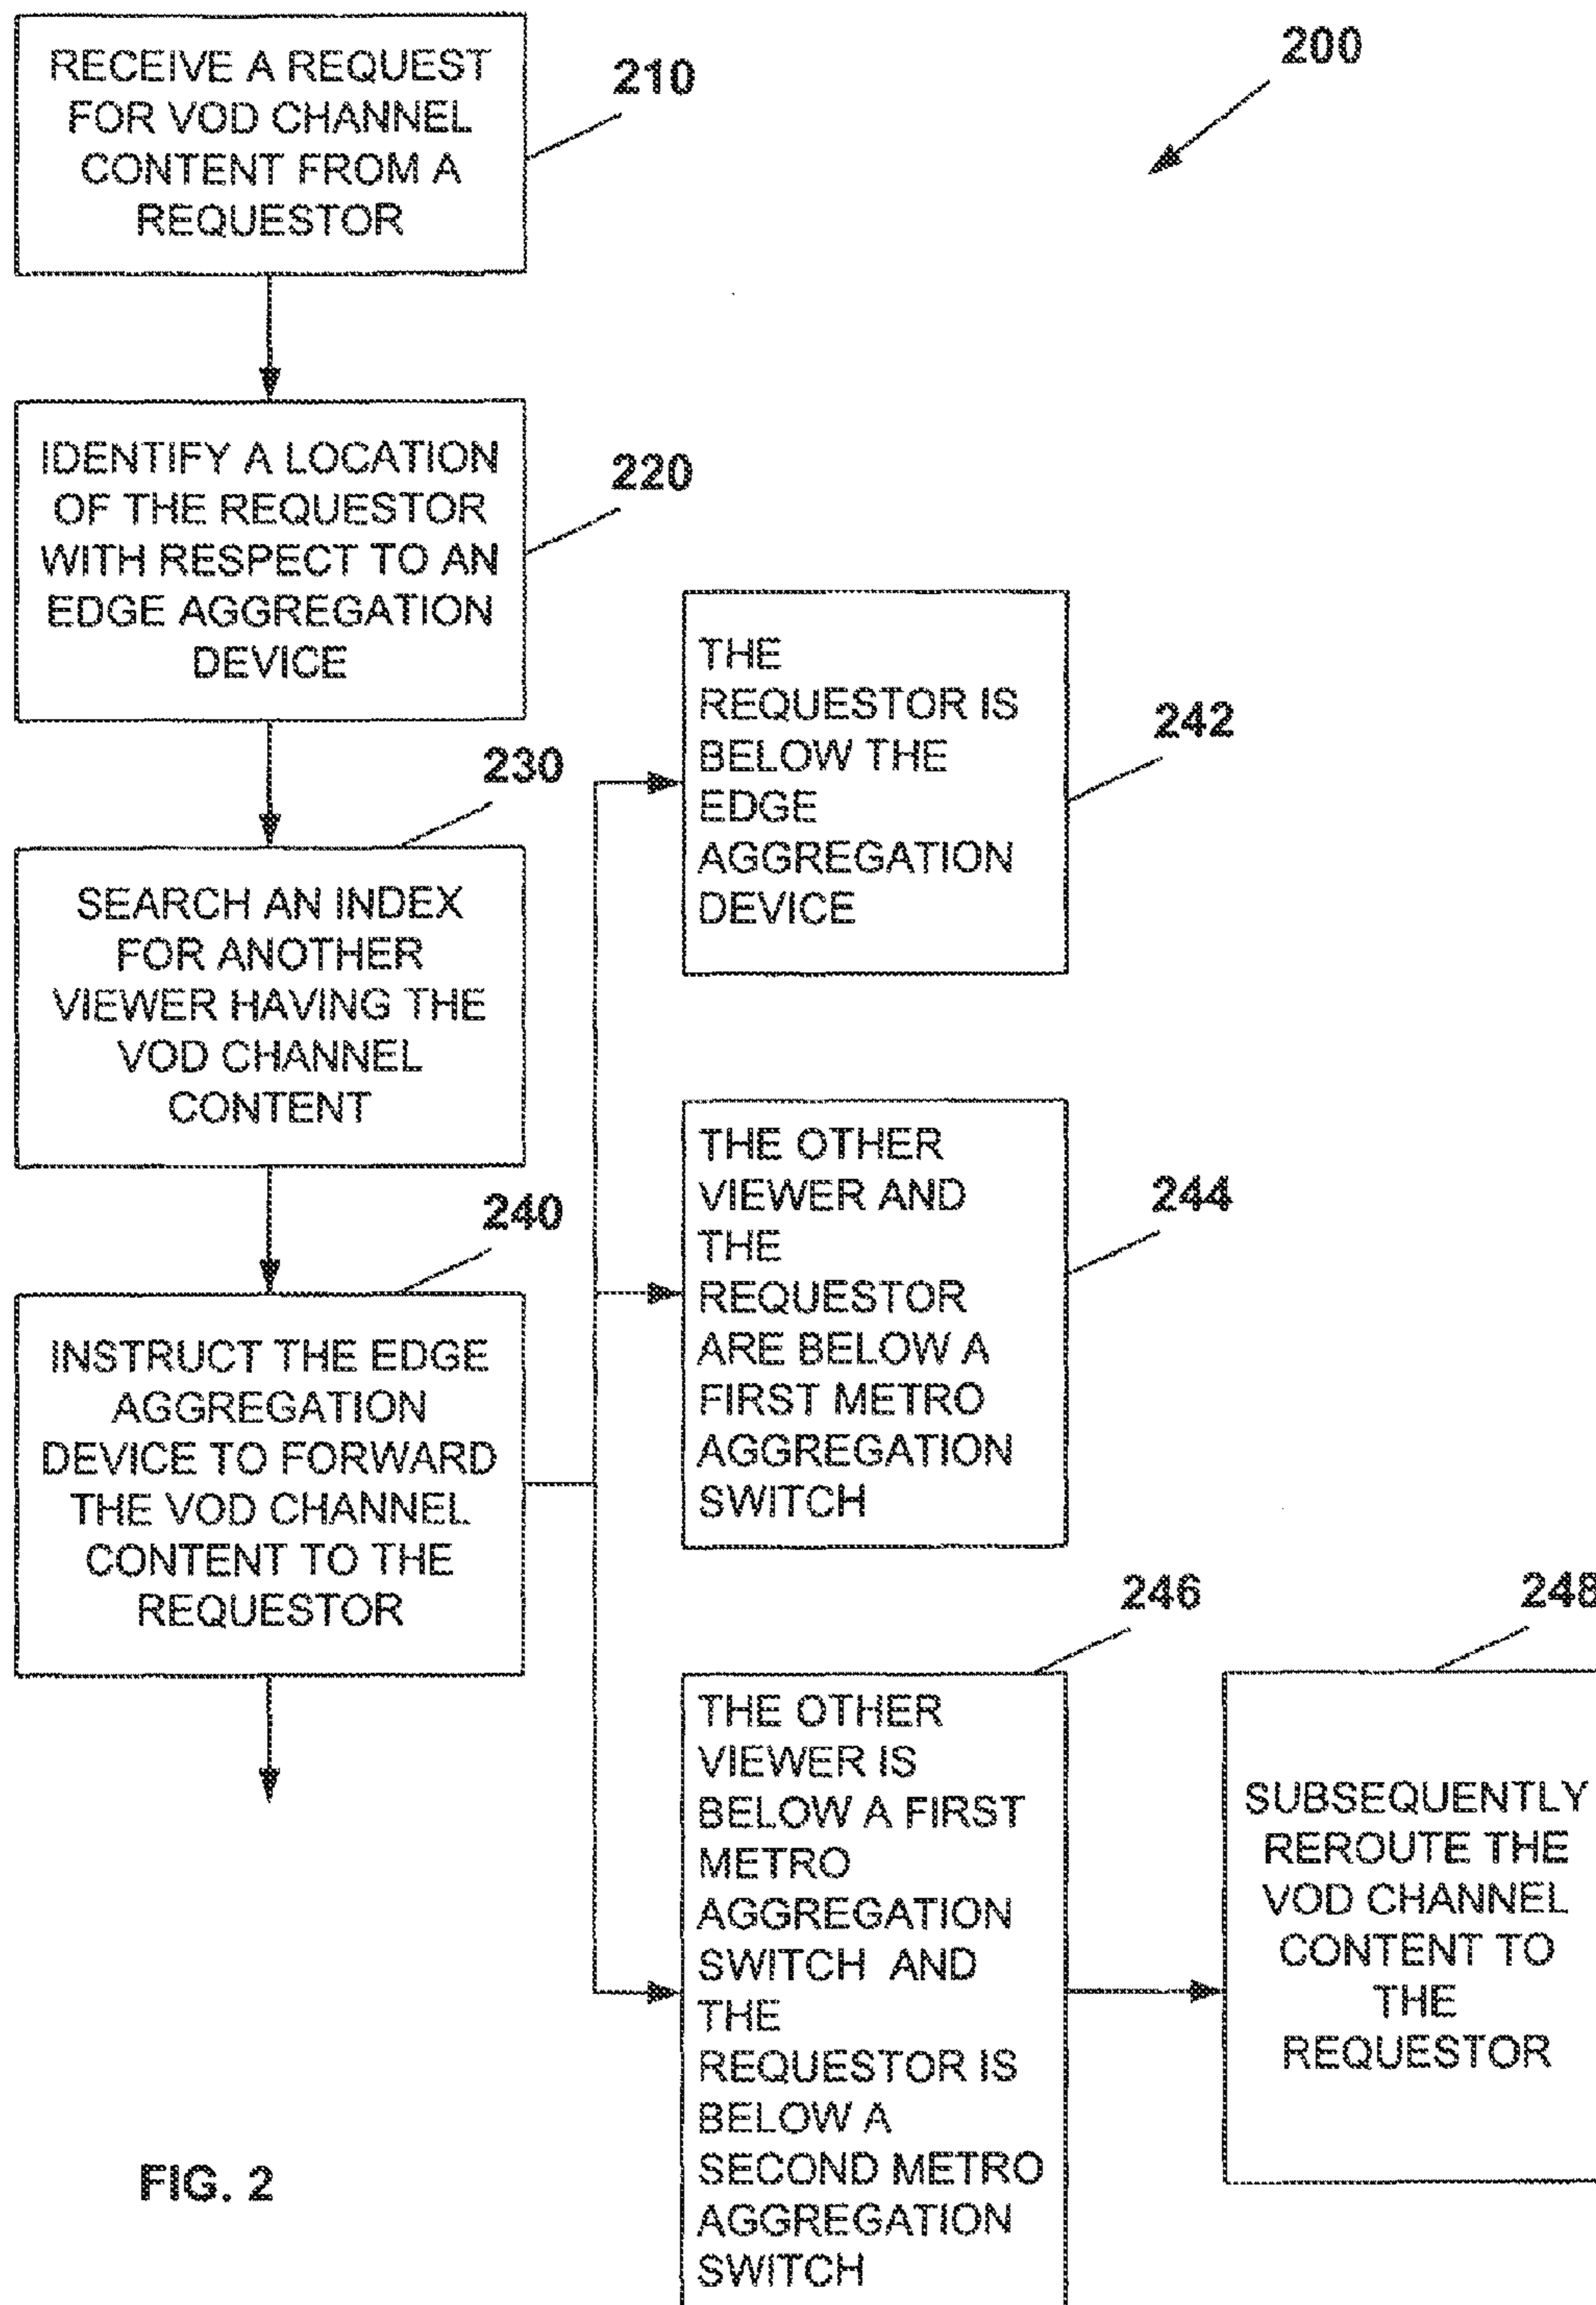 200
RECEIVE A REQUEST
FOR VOD CHANNEL
CONTENT FROM A
REQUESTOR
210
IDENTIFY A LOCATION
OF THE REQUESTOR
WITH RESPECT TO AN
EDGE AGGREGATION
DEVICE
220
230
SEARCH AN INDEX
FOR ANOTHER
VIEWER HAVING THE
VOD CHANNEL
CONTENT
240
INSTRUCT THE EDGE
AGGREGATION
DEVICE TO FORWARD
THE VOD CHANNEL
CONTENT TO THE
REQUESTOR
THE
REQUESTOR IS
BELOW THE
EDGE
AGGREGATION
DEVICE
242
THE OTHER
VIEWER AND
THE
REQUESTOR
ARE BELOW A
FIRST METRO
AGGREGATION
SWITCH
244
246
THE OTHER
VIEWER IS
BELOW A FIRST
METRO
AGGREGATION
SWITCH AND
THE
REQUESTOR IS
BELOW A
SECOND METRO
AGGREGATION
SWITCH
248
SUBSEQUENTLY
REROUTE THE
VOD CHANNEL
CONTENT TO
THE
REQUESTOR
FIG. 2